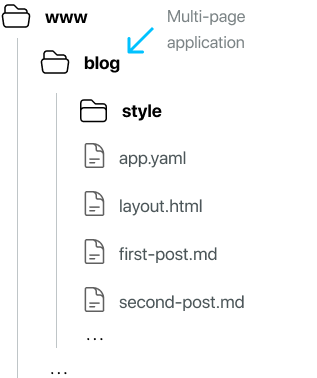 www
Multi-page
application
blog
style
app.yaml
layout.html
first-post.md
second-post.md
...
...